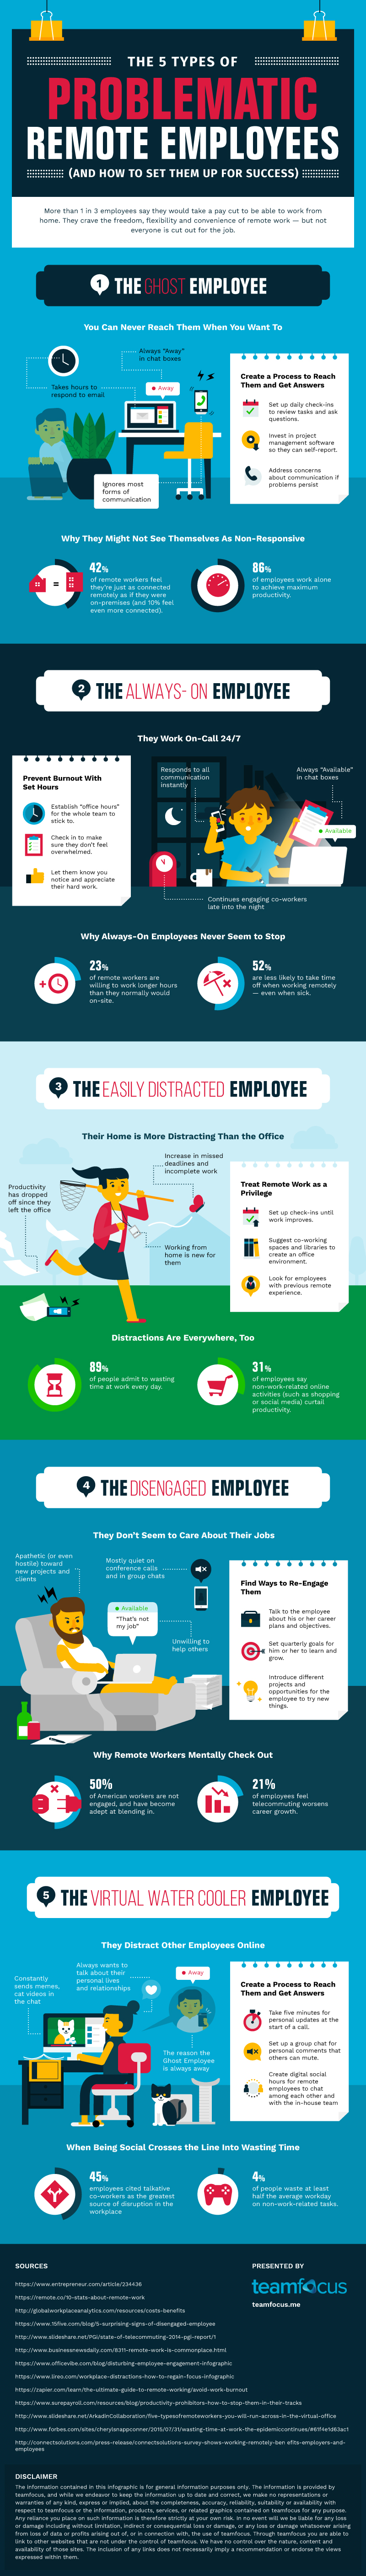 THE 5 TYPES OF
PROBLEMATIC
REMOTE EMPLOYEES
(AND HOW TO SET THEM UP FOR SUCCESS)
More than 1 in 3 employees say they would take a pay cut to be able to work from
home. They crave the freedom, flexibility and convenience of remote work — but not
everyone is cut out for the job.
1 THE GHOST EMPLOYEE
You Can Never Reach Them When You Want To
Always "Away"
in chat boxes
Takes hours to
respond to email
Away
Ignores most
forms of
communication
Create a Process to Reach
Them and Get Answers
Set up daily check-ins
to review tasks and ask
questions.
Invest in project
management software
so they can self-report.
Address concerns
about communication if
problems persist
Why They Might Not See Themselves As Non-Responsive
42%
of remote workers feel
they're just as connected
remotely as if they were
on-premises (and 10% feel
even more connected).
86%
of employees work alone
to achieve maximum
productivity.
2 THE ALWAYS- ON EMPLOYEE
They Work On-Call 24/7
Prevent Burnout With
Set Hours
Establish "office hours"
for the whole team to
stick to.
Check in to make
sure they don't feel
overwhelmed.
Let them know you
notice and appreciate
their hard work.
Responds to all
communication
instantly
Always "Available"
in chat boxes
Available
Continues engaging co-workers
late into the night
Why Always-On Employees Never Seem to Stop
23%
of remote workers are
willing to work longer hours
than they normally would
on-site.
52%
are less likely to take time
off when working remotely
— even when sick.
3 THE EASILY DISTRACTED EMPLOYEE
Their Home is More Distracting Than the Office
Increase in missed
deadlines and
incomplete work
Productivity
has dropped
off since they
left the office
Working from
home is new for
them
Treat Remote Work as a
Privilege
Set up check-ins until
work improves.
Suggest co-working
spaces and libraries to
create an office
environment.
Look for employees
with previous remote
experience.
Distractions Are Everywhere, Too
89%
of people admit to wasting
time at work every day.
31%
of employees say
non-work-related online
activities (such as shopping
or social media) curtail
productivity.
4 THE DISENGAGED EMPLOYEE
They Don't Seem to Care About Their Jobs
Apathetic (or even
hostile) toward
new projects and
clients
Mostly quiet on
conference calls
and in group chats
Available
"That's not
my job"
Unwilling to
help others
Find Ways to Re-Engage
Them
Talk to the employee
about his or her career
plans and objectives.
Set quarterly goals for
him or her to learn and
grow.
Introduce different
projects and
opportunities for the
employee to try new
things.
Why Remote Workers Mentally Check Out
50%
of American workers are not
engaged, and have become
adept at blending in.
21%
of employees feel
telecommuting worsens
career growth.
5 THE VIRTUAL WATER COOLER EMPLOYEE
They Distract Other Employees Online
Constantly
sends memes,
cat videos in
the chat
Always wants to
talk about their
personal lives
and relationships
Away
The reason the
Ghost Employee
is always away
Create a Process to Reach
Them and Get Answers
Take five minutes for
personal updates at the
start of a call.
Set up a group chat for
personal comments that
others can mute.
Create digital social
hours for remote
employees to chat
among each other and
with the in-house team
When Being Social Crosses the Line Into Wasting Time
45%
employees cited talkative
co-workers as the greatest
source of disruption in the
workplace
4%
of people waste at least
half the average workday
on non-work-related tasks.
SOURCES
https://www.entrepreneur.com/article/234436
https://remote.co/10-stats-about-remote-work
http://globalworkplaceanalytics.com/resources/costs-benefits
https://www.15five.com/blog/5-surprising-signs-of-disengaged-employee
http://www.slideshare.net/PGi/state-of-telecommuting-2014-pgi-report/1
http://www.businessnewsdaily.com/8311-remote-work-is-commonplace.html
https://www.officevibe.com/blog/disturbing-employee-engagement-infographic
https://www.lireo.com/workplace-distractions-how-to-regain-focus-infographic
https://zapier.com/learn/the-ultimate-guide-to-remote-working/avoid-work-burnout
https://www.surepayroll.com/resources/blog/productivity-prohibitors-how-to-stop-them-in-their-tracks
http://www.slideshare.net/ArkadinCollaboration/five-typesofremoteworkers-you-will-run-across-in-the-virtual-office
http://www.forbes.com/sites/cherylsnappconner/2015/07/31/wasting-time-at-work-the-epidemiccontinues/#81f4e1d63ac1
http://connectsolutions.com/press-release/connectsolutions-survey-shows-working-remotely-ben efits-employers-and-
employees
PRESENTED BY
teamfocus
teamfocus.me
DISCLAIMER
The information contained in this infographic is for general information purposes only. The information is provided by
teamfocus, and while we endeavor to keep the information up to date and correct, we make no representations or
warranties of any kind, express or implied, about the completeness, accuracy, reliability, suitability or availability with
respect to teamfocus or the information, products, services, or related graphics contained on teamfocus for any purpose.
Any reliance you place on such information is therefore strictly at your own risk. In no event will we be liable for any loss
or damage including without limitation, indirect or consequential loss or damage, or any loss or damage whatsoever arising
from loss of data or profits arising out of, or in connection with, the use of teamfocus. Through teamfocus you are able to
link to other websites that are not under the control of teamfocus. We have no control over the nature, content and
availability of those sites. The inclusion of any links does not necessarily imply a recommendation or endorse the views
expressed within them.